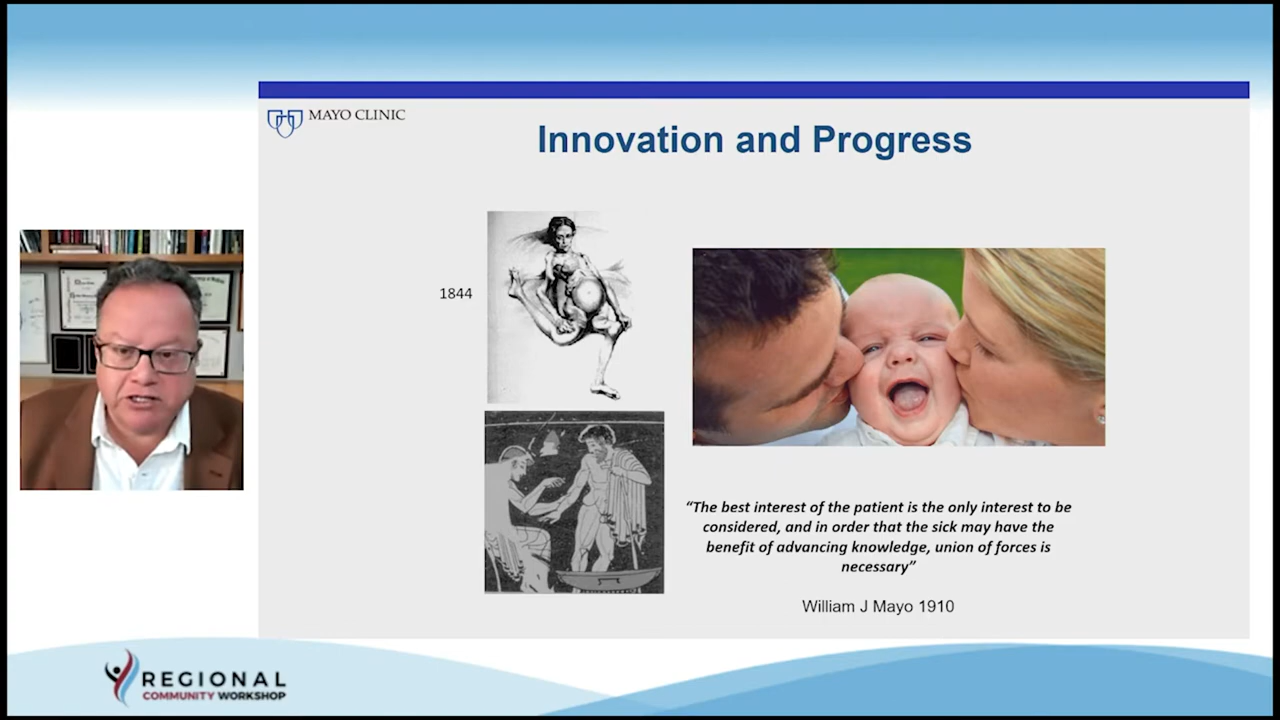 MAYO CLINIC
Innovation and Progress
1844
“The best interest of the patient is the only interest to be
considered, and in order that the sick may have the
benefit of advancing knowledge, union of forces is
necessary”
William J Mayo 1910
REGIONAL
COMMUNITY WORKSHOP